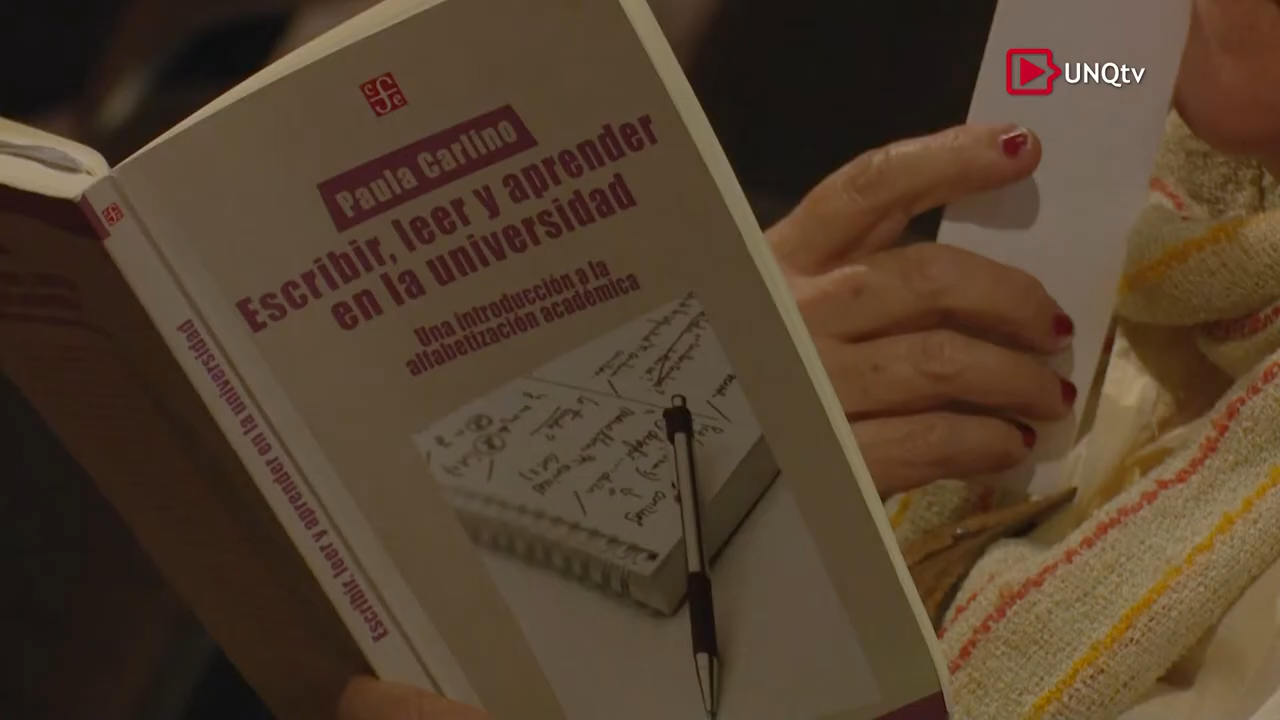 UNQtv
cfe
Paula Carlino
Escribir, leer y aprender
en la universidad
Una introducción a la
alfabetización académica
Escribir, leer y aprender en la universidad